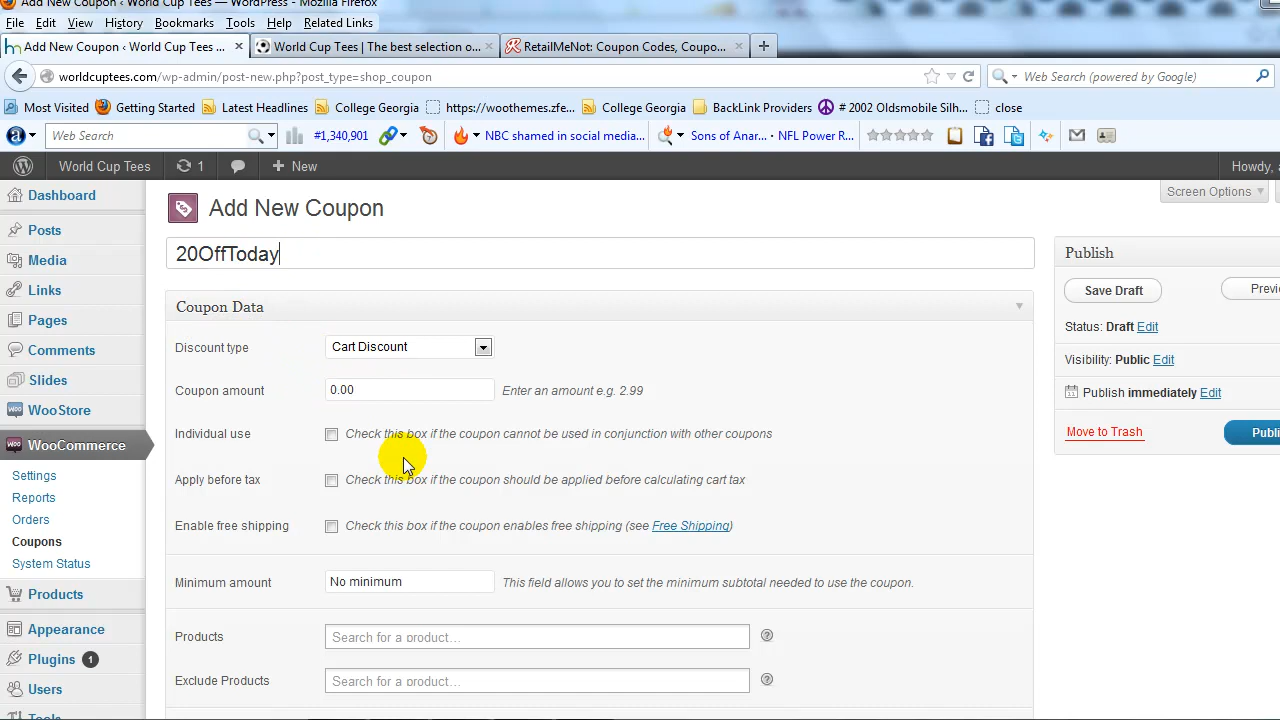 Add New Coupon ‹ World Cup Tees — WordPress - Mozilla Firefox
File Edit View History Bookmarks Tools Help Related Links
Add New Coupon ‹ World Cup Tees ... × World Cup Tees | The best selection o... × RetailMeNot: Coupon Codes, Coupo... × +
worldcuptees.com/wp-admin/post-new.php?post_type=shop_coupon Web Search (powered by Google)
Most Visited Getting Started Latest Headlines College Georgia https://woothemes.zfe... College Georgia BackLink Providers # 2002 Oldsmobile Silh... close
Web Search #1,340,901 NBC shamed in social media... Sons of Anar... • NFL Power R...
World Cup Tees 1 + New Howdy,
Screen Options
Dashboard
Posts
Media
Links
Pages
Comments
Slides
WooStore
WooCommerce
Settings
Reports
Orders
Coupons
System Status
Products
Appearance
Plugins 1
Users
Tools
Add New Coupon
20OffToday
Coupon Data
Discount type Cart Discount
Coupon amount 0.00 Enter an amount e.g. 2.99
Individual use Check this box if the coupon cannot be used in conjunction with other coupons
Apply before tax Check this box if the coupon should be applied before calculating cart tax
Enable free shipping Check this box if the coupon enables free shipping (see Free Shipping)
Minimum amount No minimum This field allows you to set the minimum subtotal needed to use the coupon.
Products Search for a product...
Exclude Products Search for a product...
Publish
Save Draft Previ
Status: Draft Edit
Visibility: Public Edit
Publish immediately Edit
Move to Trash Publi